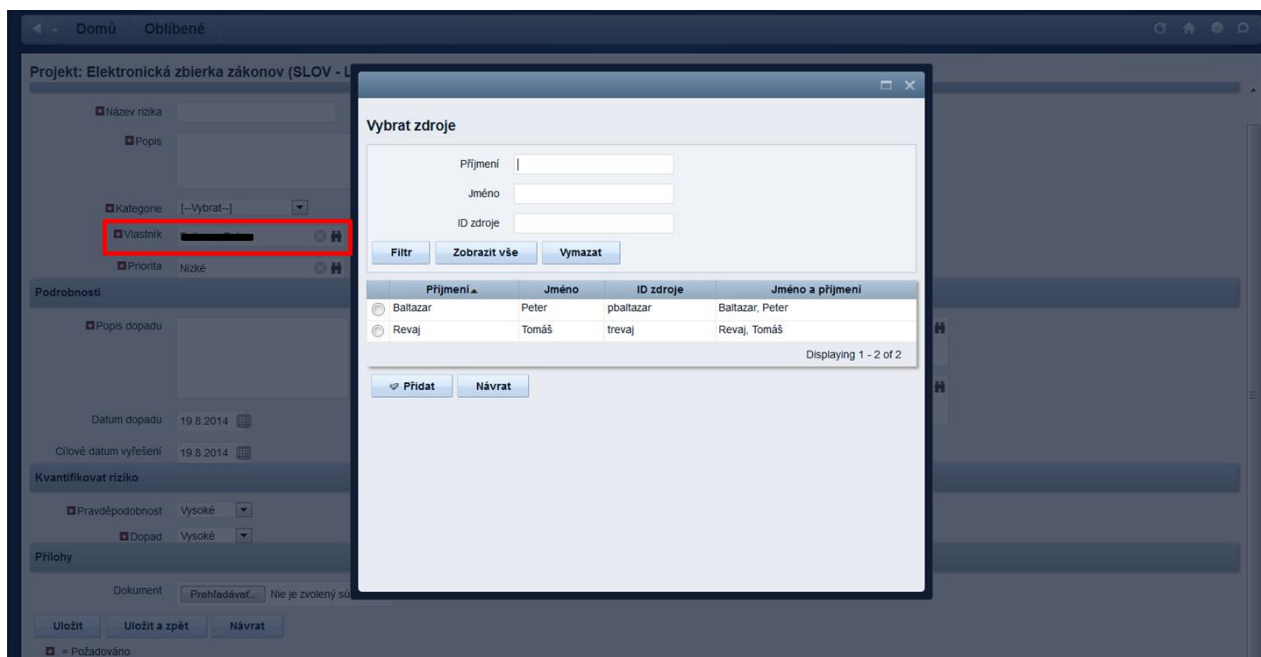 Domů Oblíbené
Projekt: Elektronická zbierka zákonov (SLOV - L
Název rizika
Popis
Kategorie [--Vybrat--]
Vlastník
Priorita Nízké
Podrobnosti
Popis dopadu
Datum dopadu 19.8.2014
Cílové datum vyřešení 19.8.2014
Kvantifikovat riziko
Pravděpodobnost Vysoké
Dopad Vysoké
Přílohy
Dokument Prehľadávať... Nie je zvolený sú
Uložit Uložit a zpět Návrat
= Požadováno
Vybrat zdroje
Příjmení
Jméno
ID zdroje
Filtr Zobrazit vše Vymazat
Příjmení Jméno ID zdroje Jméno a příjmení
Baltazar Peter pbaltazar Baltazar, Peter
Revaj Tomáš trevaj Revaj, Tomáš
Displaying 1 - 2 of 2
Přidat Návrat